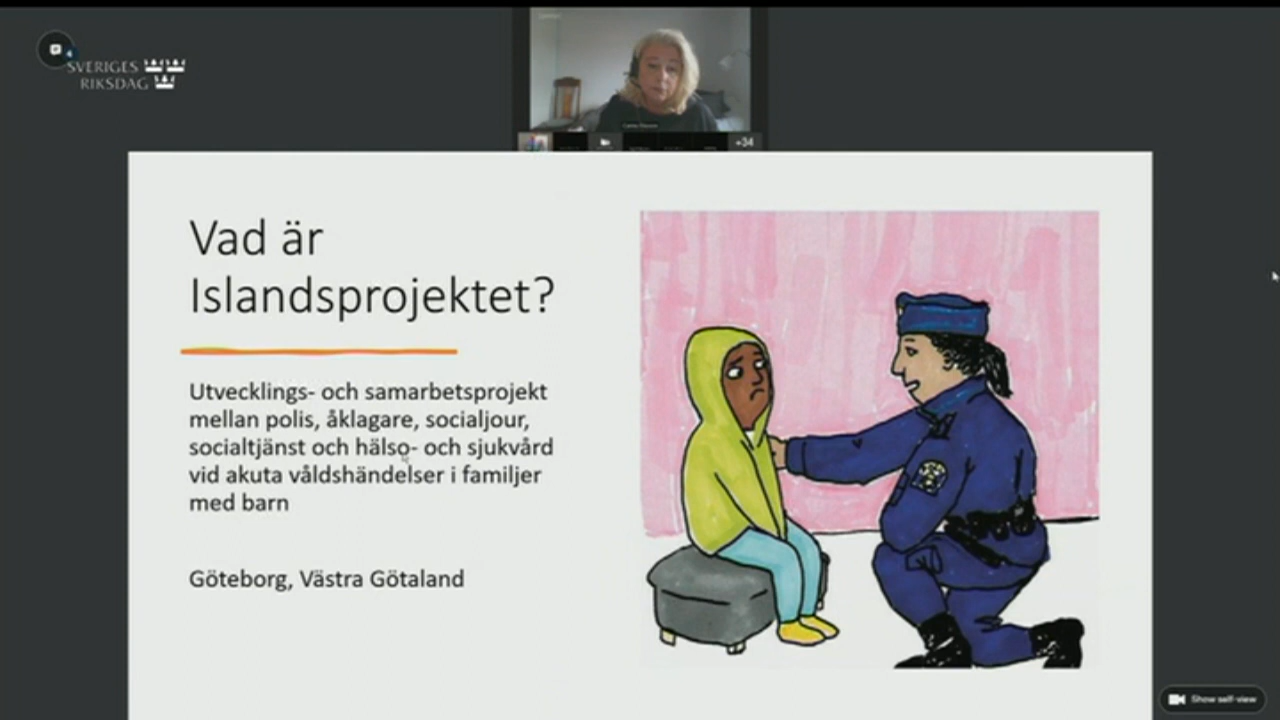 SVERIGES
RIKSDAG
+34
Vad är
Islandsprojektet?
Utvecklings- och samarbetsprojekt
mellan polis, åklagare, socialjour,
socialtjänst och hälso- och sjukvård
vid akuta våldshändelser i familjer
med barn
Göteborg, Västra Götaland
Show self-view